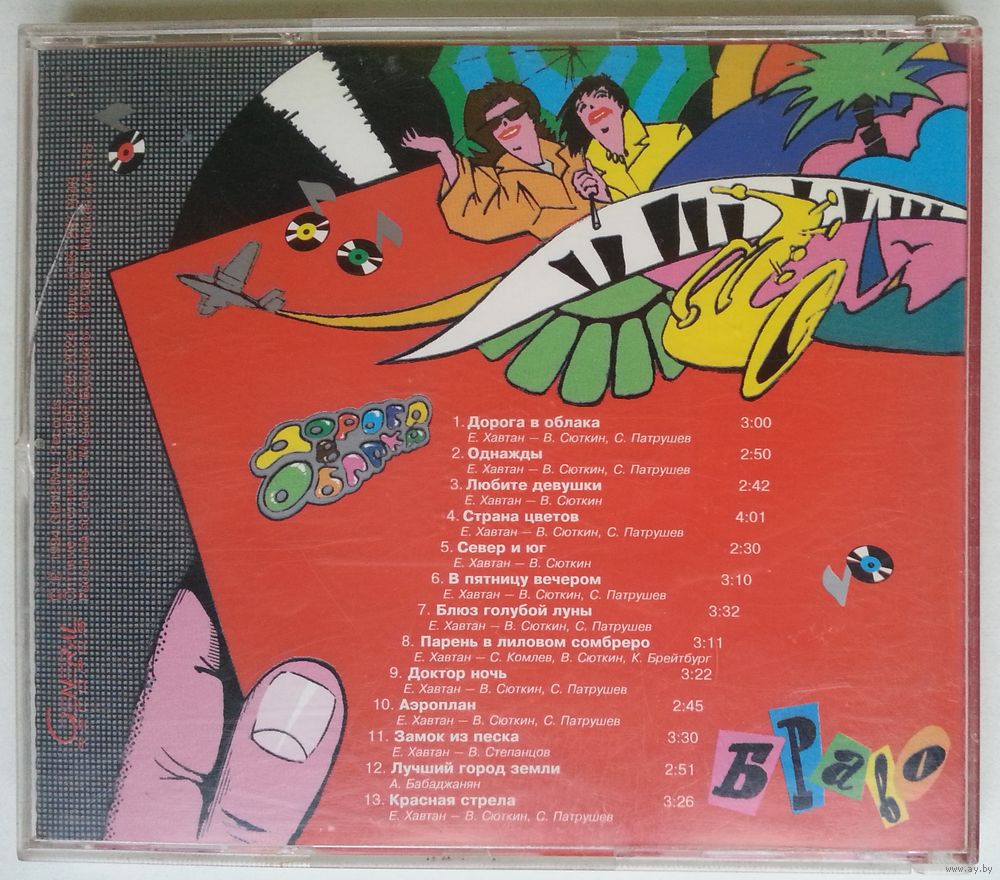 Дорога
в
Облака
1. Дорога в облака 3:00
Е. Хавтан — В. Сюткин, С. Патрушев
2. Однажды 2:50
Е. Хавтан — В. Сюткин, С. Патрушев
3. Любите девушки 2:42
Е. Хавтан — В. Сюткин
4. Страна цветов 4:01
Е. Хавтан — В. Сюткин, С. Патрушев
5. Север и юг 2:30
Е. Хавтан — В. Сюткин
6. В пятницу вечером 3:10
Е. Хавтан — В. Сюткин, С. Патрушев
7. Блюз голубой луны 3:32
Е. Хавтан — В. Сюткин, С. Патрушев
8. Парень в лиловом сомбреро 3:11
Е. Хавтан — С. Комлев, В. Сюткин, К. Брейтбург
9. Доктор ночь 3:22
Е. Хавтан — В. Сюткин, С. Патрушев
10. Аэроплан 2:45
Е. Хавтан — В. Сюткин, С. Патрушев
11. Замок из песка 3:30
Е. Хавтан — В. Степанцов
12. Лучший город земли 2:51
А. Бабаджанян
13. Красная стрела 3:26
Е. Хавтан — В. Сюткин, С. Патрушев
Браво
GENERAL
www.ay.by